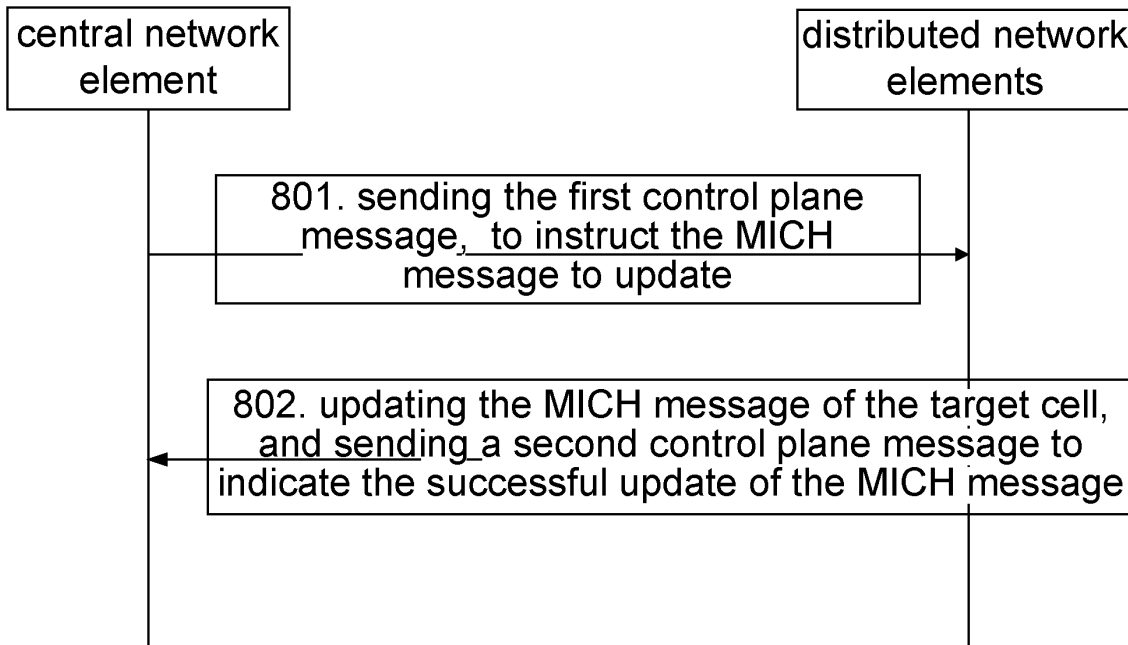 central network
element
distributed network
elements
801. sending the first control plane
message, to instruct the MICH
message to update
802. updating the MICH message of the target cell,
and sending a second control plane message to
indicate the successful update of the MICH message